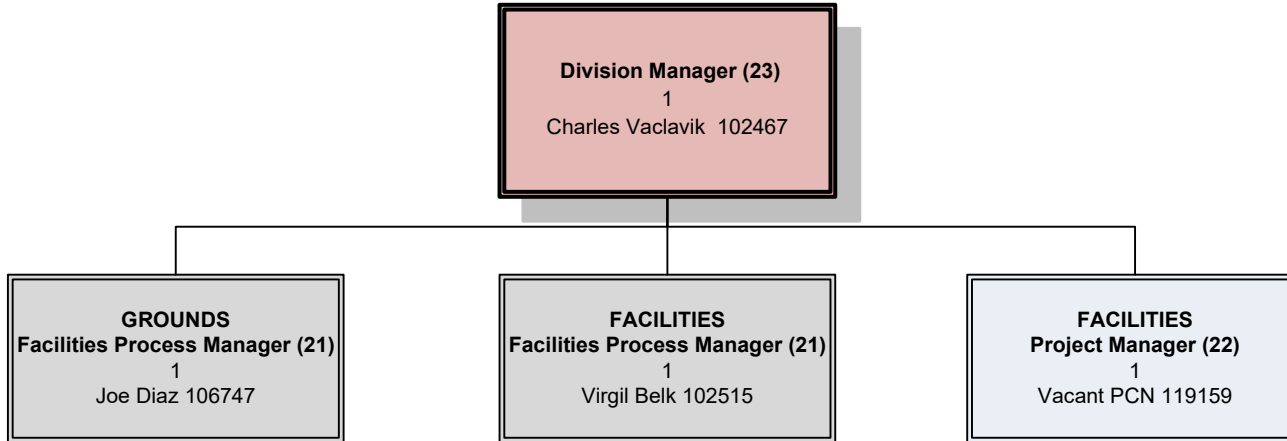 Division Manager (23)
1
Charles Vaclavik  102467
GROUNDS
Facilities Process Manager (21)
1
Joe Diaz 106747
FACILITIES
Facilities Process Manager (21)
1
Virgil Belk 102515
FACILITIES
Project Manager (22)
1
Vacant PCN 119159